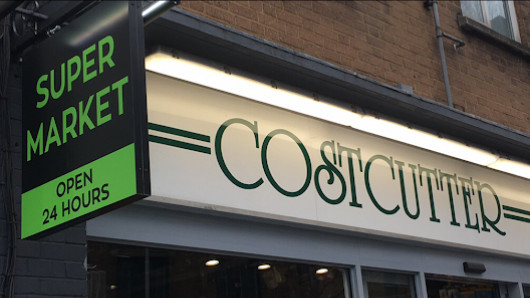 SUPER
MARKET
OPEN
24 HOURS
COSTCUTTER